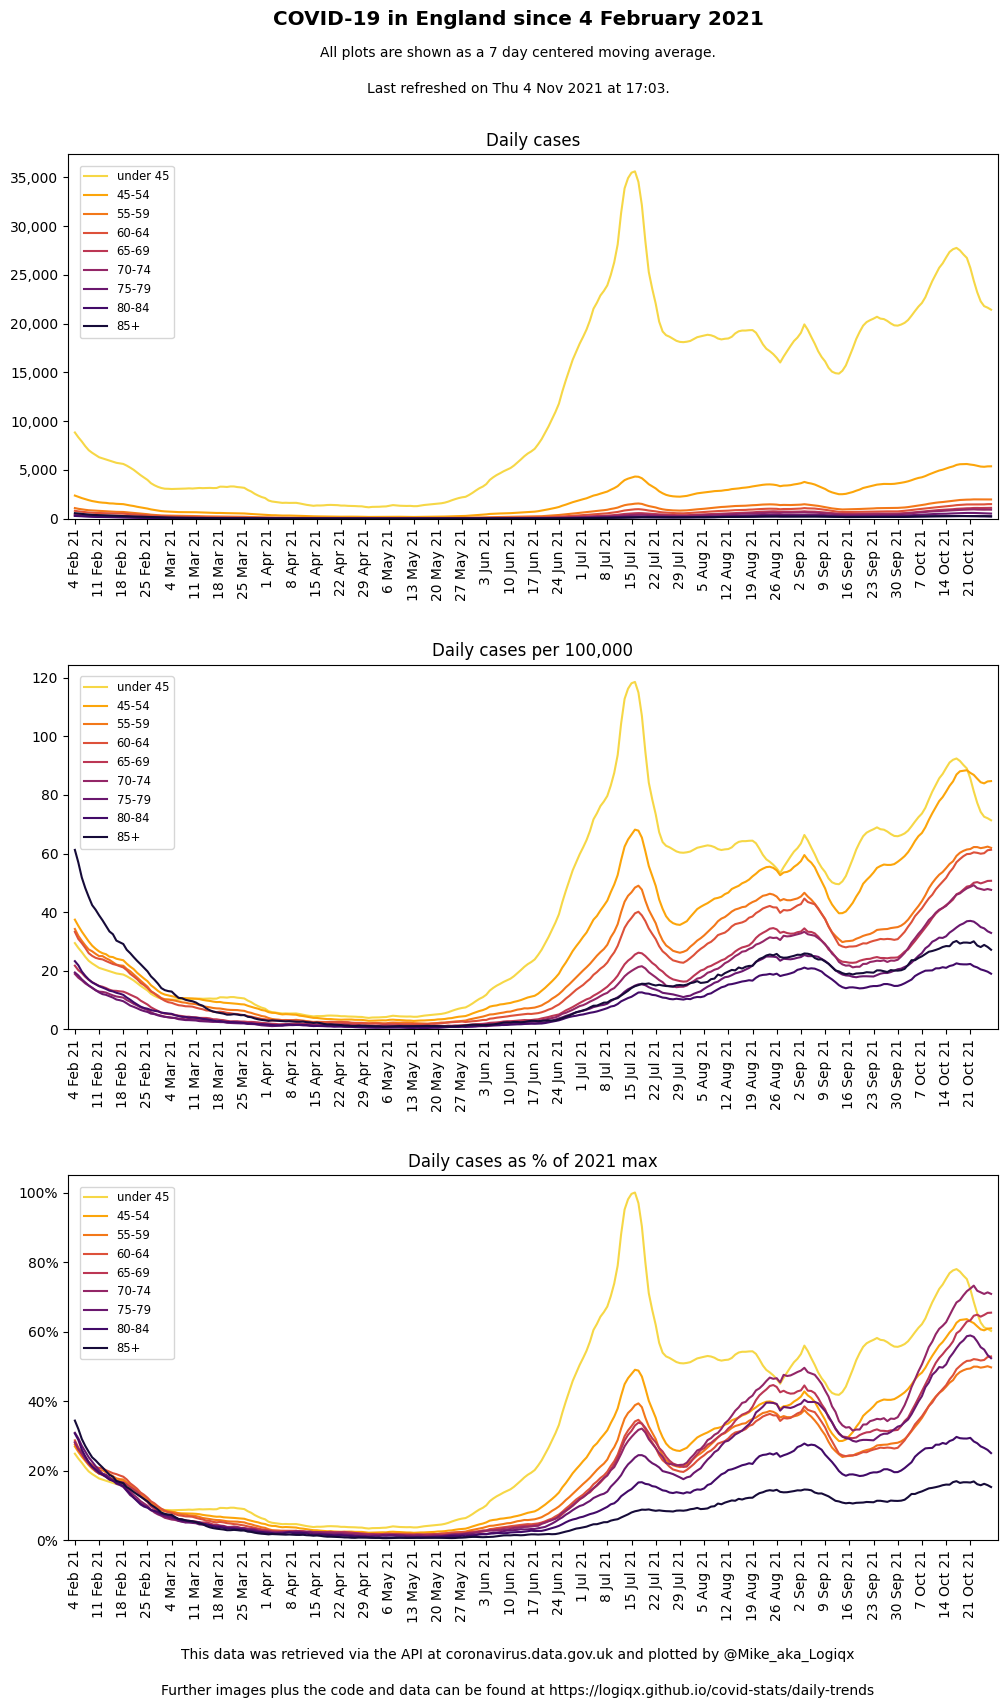 COVID-19 in England since 4 February 2021
All plots are shown as a 7 day centered moving average.
Last refreshed on Thu 4 Nov 2021 at 17:03.
Daily cases
35,000
30,000
25,000
20,000
15,000
10,000
5,000
0
under 45
45-54
55-59
60-64
65-69
70-74
75-79
80-84
85+
4 Feb 21
11 Feb 21
18 Feb 21
25 Feb 21
4 Mar 21
11 Mar 21
18 Mar 21
25 Mar 21
1 Apr 21
8 Apr 21
15 Apr 21
22 Apr 21
29 Apr 21
6 May 21
13 May 21
20 May 21
27 May 21
3 Jun 21
10 Jun 21
17 Jun 21
24 Jun 21
1 Jul 21
8 Jul 21
15 Jul 21
22 Jul 21
29 Jul 21
5 Aug 21
12 Aug 21
19 Aug 21
26 Aug 21
2 Sep 21
9 Sep 21
16 Sep 21
23 Sep 21
30 Sep 21
7 Oct 21
14 Oct 21
21 Oct 21
Daily cases per 100,000
120
100
80
60
40
20
0
under 45
45-54
55-59
60-64
65-69
70-74
75-79
80-84
85+
4 Feb 21
11 Feb 21
18 Feb 21
25 Feb 21
4 Mar 21
11 Mar 21
18 Mar 21
25 Mar 21
1 Apr 21
8 Apr 21
15 Apr 21
22 Apr 21
29 Apr 21
6 May 21
13 May 21
20 May 21
27 May 21
3 Jun 21
10 Jun 21
17 Jun 21
24 Jun 21
1 Jul 21
8 Jul 21
15 Jul 21
22 Jul 21
29 Jul 21
5 Aug 21
12 Aug 21
19 Aug 21
26 Aug 21
2 Sep 21
9 Sep 21
16 Sep 21
23 Sep 21
30 Sep 21
7 Oct 21
14 Oct 21
21 Oct 21
Daily cases as % of 2021 max
100%
80%
60%
40%
20%
0%
under 45
45-54
55-59
60-64
65-69
70-74
75-79
80-84
85+
4 Feb 21
11 Feb 21
18 Feb 21
25 Feb 21
4 Mar 21
11 Mar 21
18 Mar 21
25 Mar 21
1 Apr 21
8 Apr 21
15 Apr 21
22 Apr 21
29 Apr 21
6 May 21
13 May 21
20 May 21
27 May 21
3 Jun 21
10 Jun 21
17 Jun 21
24 Jun 21
1 Jul 21
8 Jul 21
15 Jul 21
22 Jul 21
29 Jul 21
5 Aug 21
12 Aug 21
19 Aug 21
26 Aug 21
2 Sep 21
9 Sep 21
16 Sep 21
23 Sep 21
30 Sep 21
7 Oct 21
14 Oct 21
21 Oct 21
This data was retrieved via the API at coronavirus.data.gov.uk and plotted by @Mike_aka_Logiqx
Further images plus the code and data can be found at https://logiqx.github.io/covid-stats/daily-trends